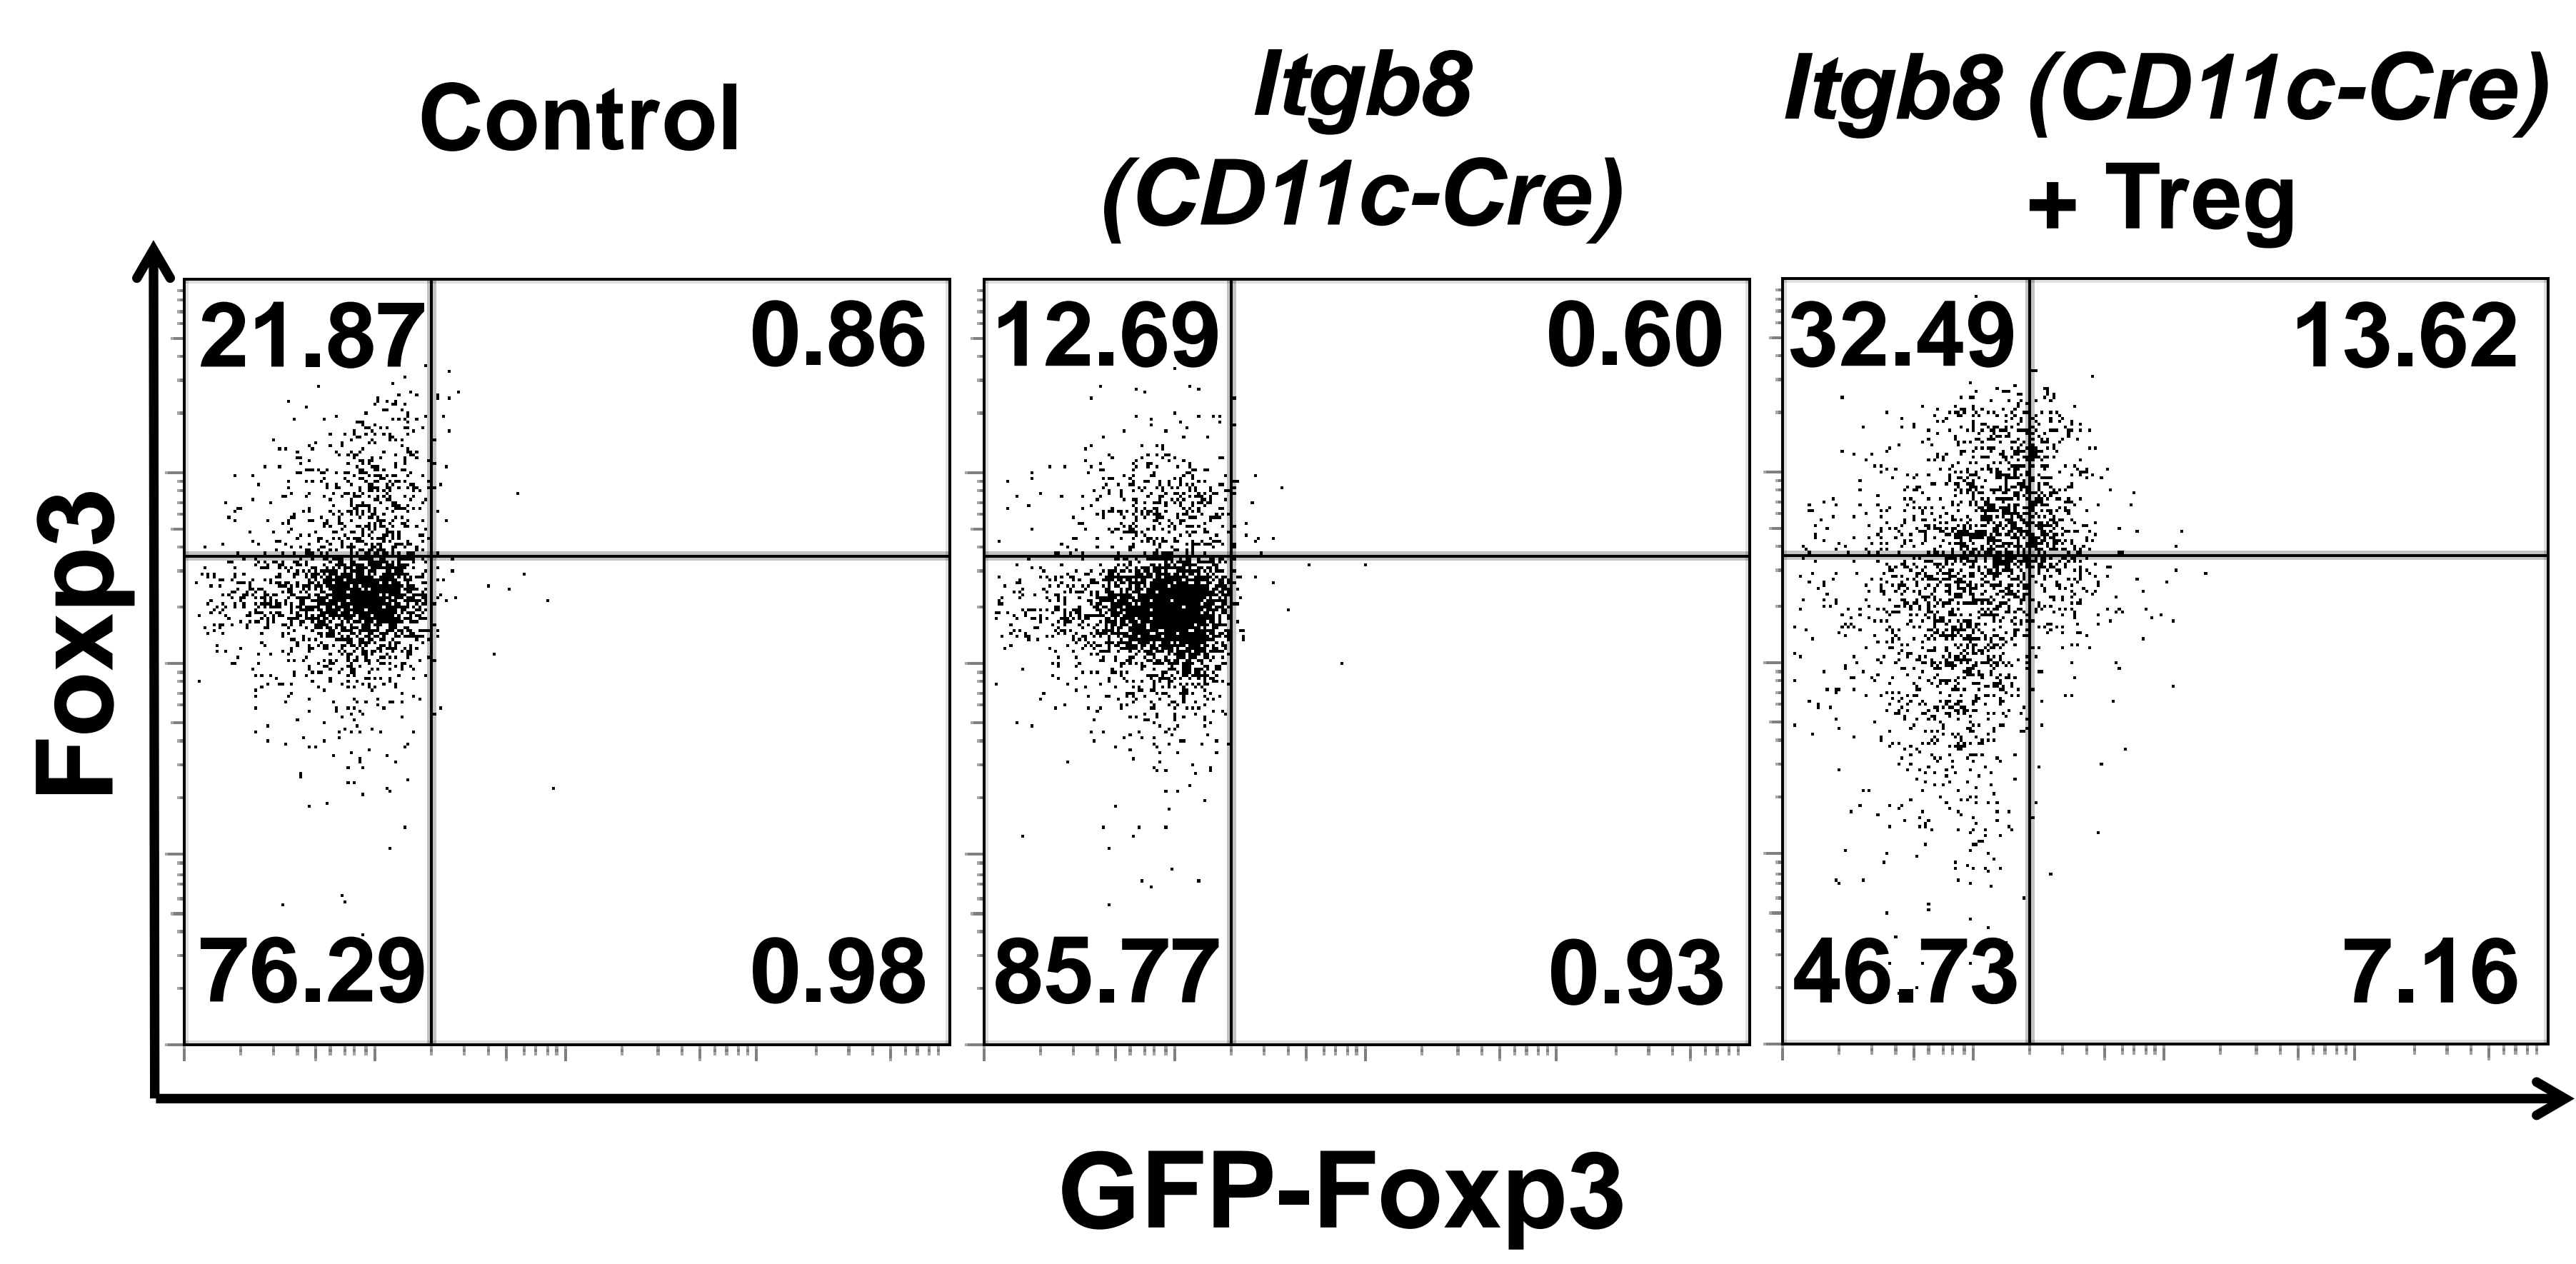 Control
Itgb8
(CD11c-Cre)
Itgb8 (CD11c-Cre)
+ Treg
Foxp3
21.87
0.86
76.29
0.98
12.69
0.60
85.77
0.93
32.49
13.62
46.73
7.16
GFP-Foxp3